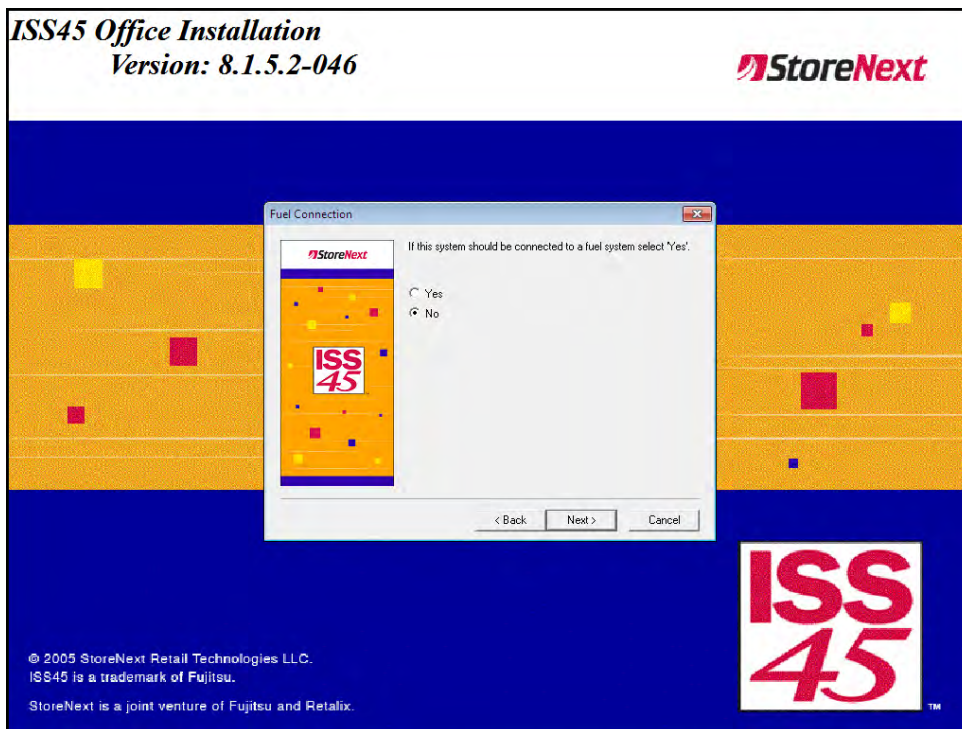 ISS45 Office Installation
Version: 8.1.5.2-046
StoreNext
Fuel Connection
StoreNext
If this system should be connected to a fuel system select 'Yes'.
Yes
No
ISS
45
< Back
Next >
Cancel
ISS
45
TM
© 2005 StoreNext Retail Technologies LLC.
ISS45 is a trademark of Fujitsu.
StoreNext is a joint venture of Fujitsu and Retalix.